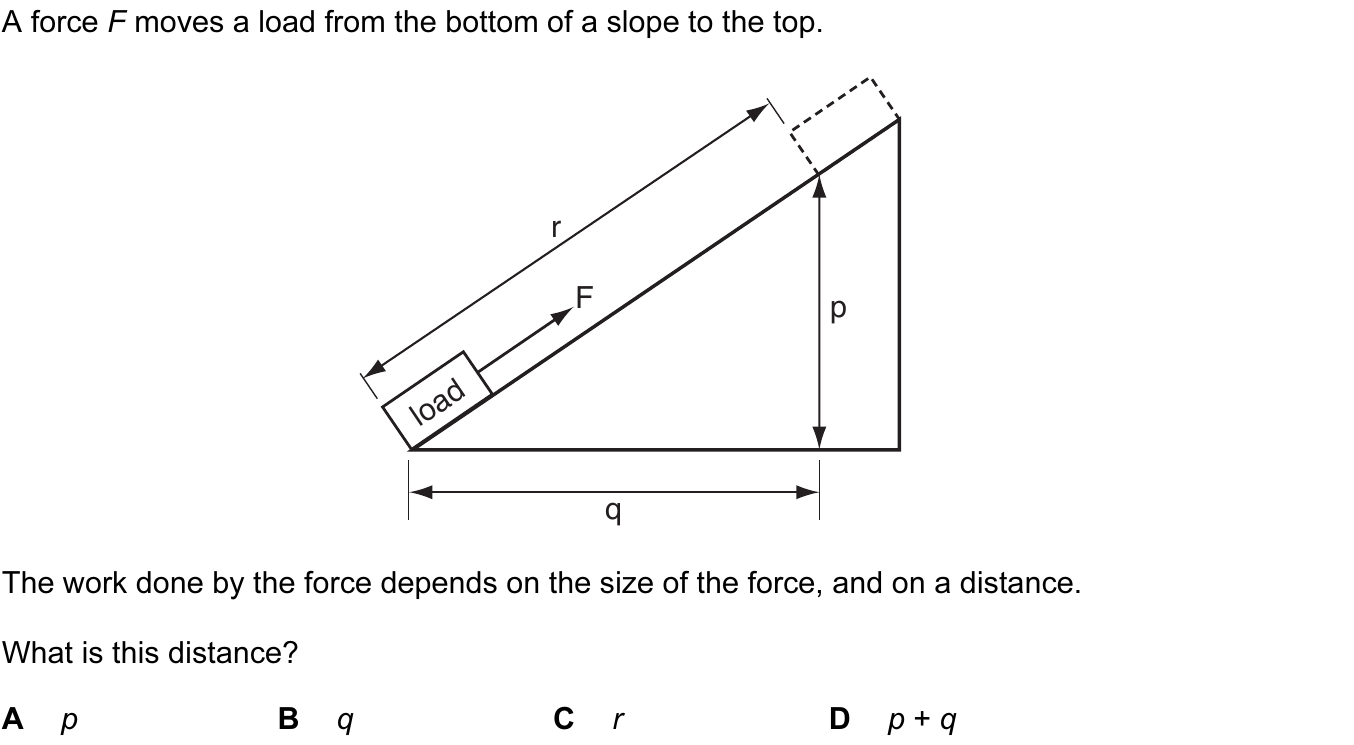 A force F moves a load from the bottom of a slope to the top.
r
F
p
load
q
The work done by the force depends on the size of the force, and on a distance.
What is this distance?
A p B q C r D p + q